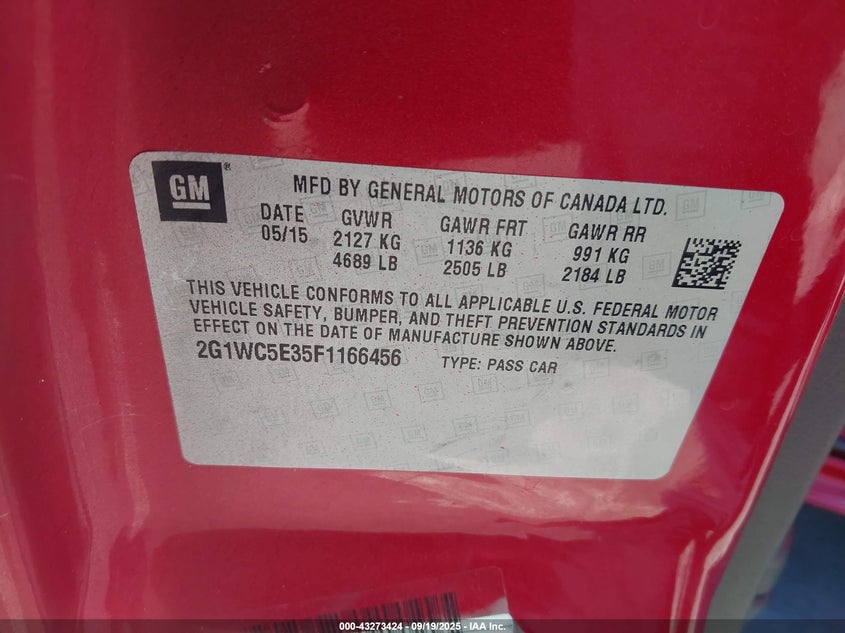 GM ®
MFD BY GENERAL MOTORS OF CANADA LTD.
DATE GVWR GAWR FRT GAWR RR
05/15 2127 KG 1136 KG 991 KG
4689 LB 2505 LB 2184 LB
THIS VEHICLE CONFORMS TO ALL APPLICABLE U.S. FEDERAL MOTOR
VEHICLE SAFETY, BUMPER, AND THEFT PREVENTION STANDARDS IN
EFFECT ON THE DATE OF MANUFACTURE SHOWN ABOVE.
2G1WC5E35F1166456 TYPE: PASS CAR
000-43273424 - 09/19/2025 - IAA Inc.